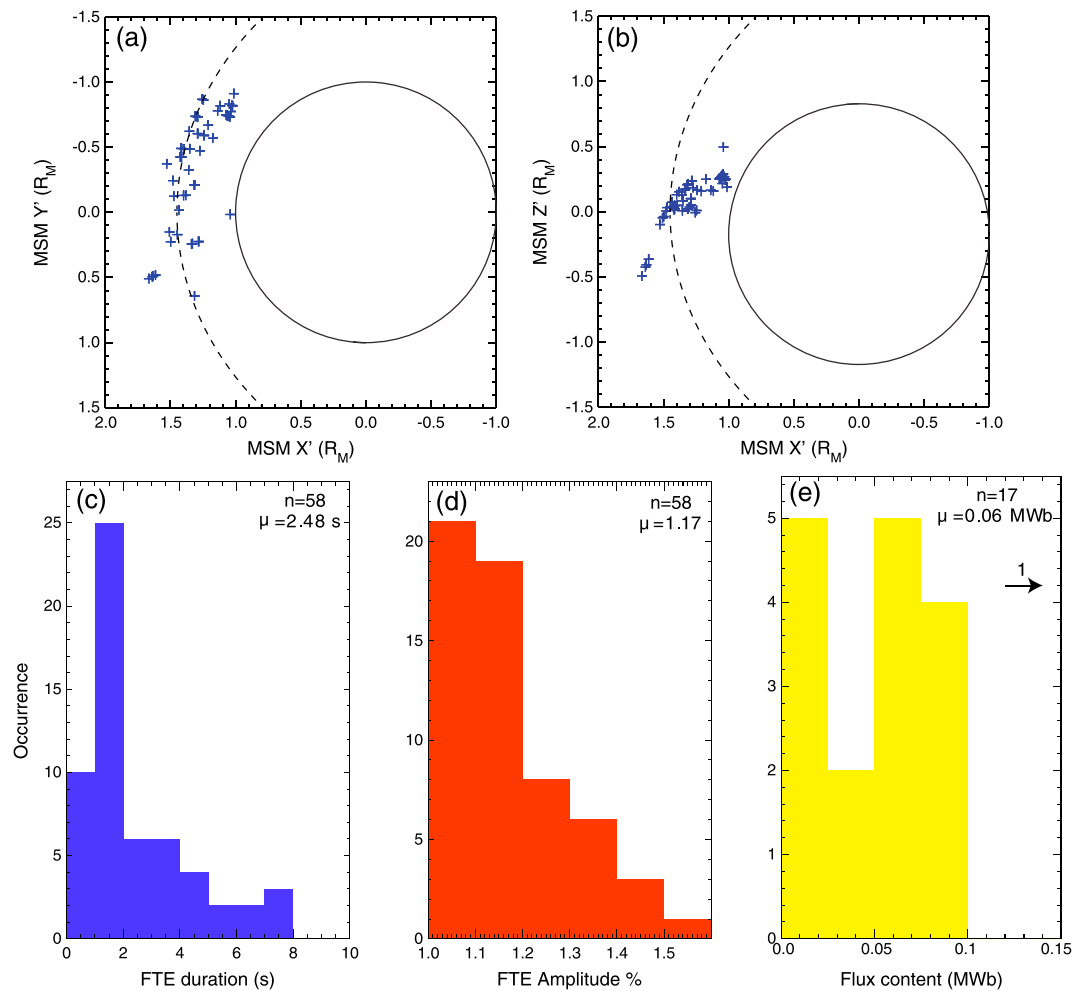 (a)
-1.5
-1.0
-0.5
0.0
0.5
1.0
1.5
MSM Y' (R_M)
2.0 1.5 1.0 0.5 0.0 -0.5 -1.0
MSM X' (R_M)
(b)
1.5
1.0
0.5
0.0
-0.5
-1.0
-1.5
MSM Z' (R_M)
2.0 1.5 1.0 0.5 0.0 -0.5 -1.0
MSM X' (R_M)
(c)
n=58
μ=2.48 s
25
20
15
10
5
0
Occurrence
0 2 4 6 8 10
FTE duration (s)
(d)
n=58
μ=1.17
20
15
10
5
0
1.0 1.1 1.2 1.3 1.4 1.5
FTE Amplitude %
(e)
n=17
μ=0.06 MWb
1
5
4
3
2
1
0
0.0 0.05 0.10 0.15
Flux content (MWb)